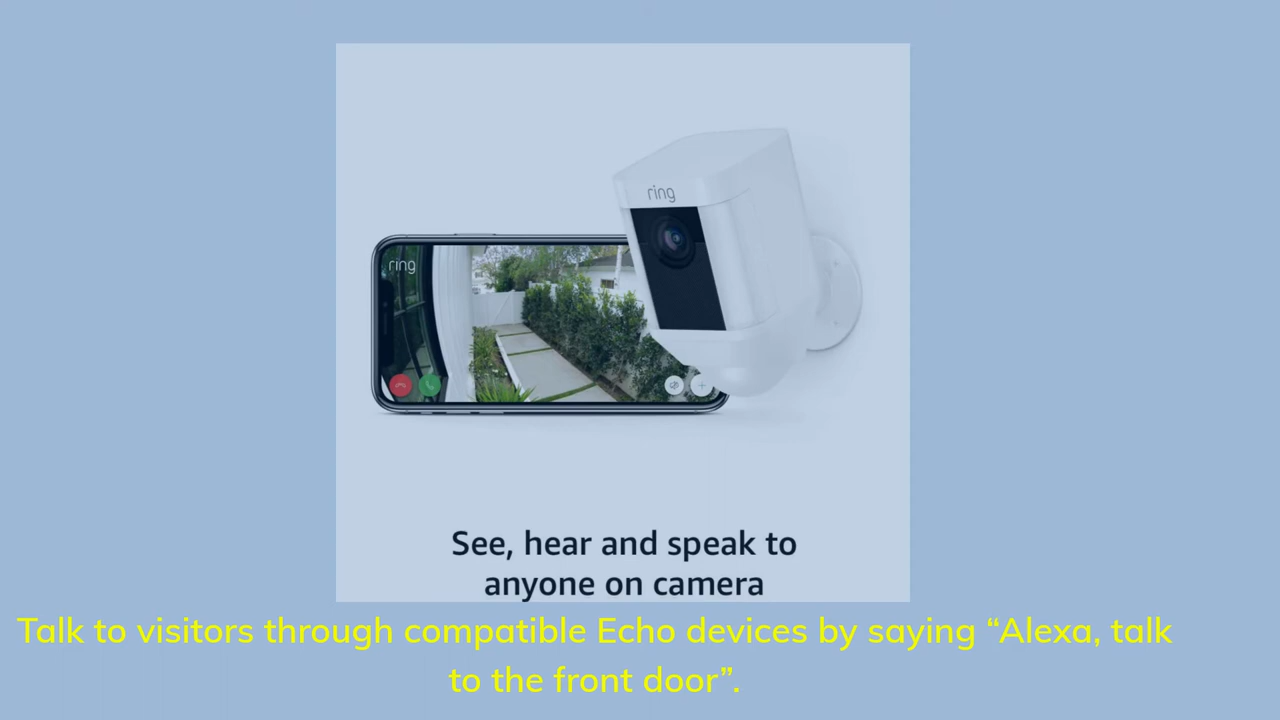 ring
ring
See, hear and speak to
anyone on camera
Talk to visitors through compatible Echo devices by saying “Alexa, talk
to the front door”.